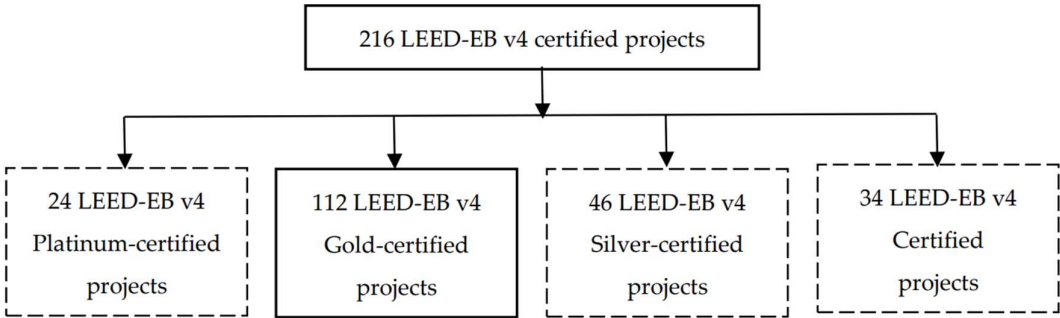 216 LEED-EB v4 certified projects
24 LEED-EB v4
Platinum-certified
projects
112 LEED-EB v4
Gold-certified
projects
46 LEED-EB v4
Silver-certified
projects
34 LEED-EB v4
Certified
projects